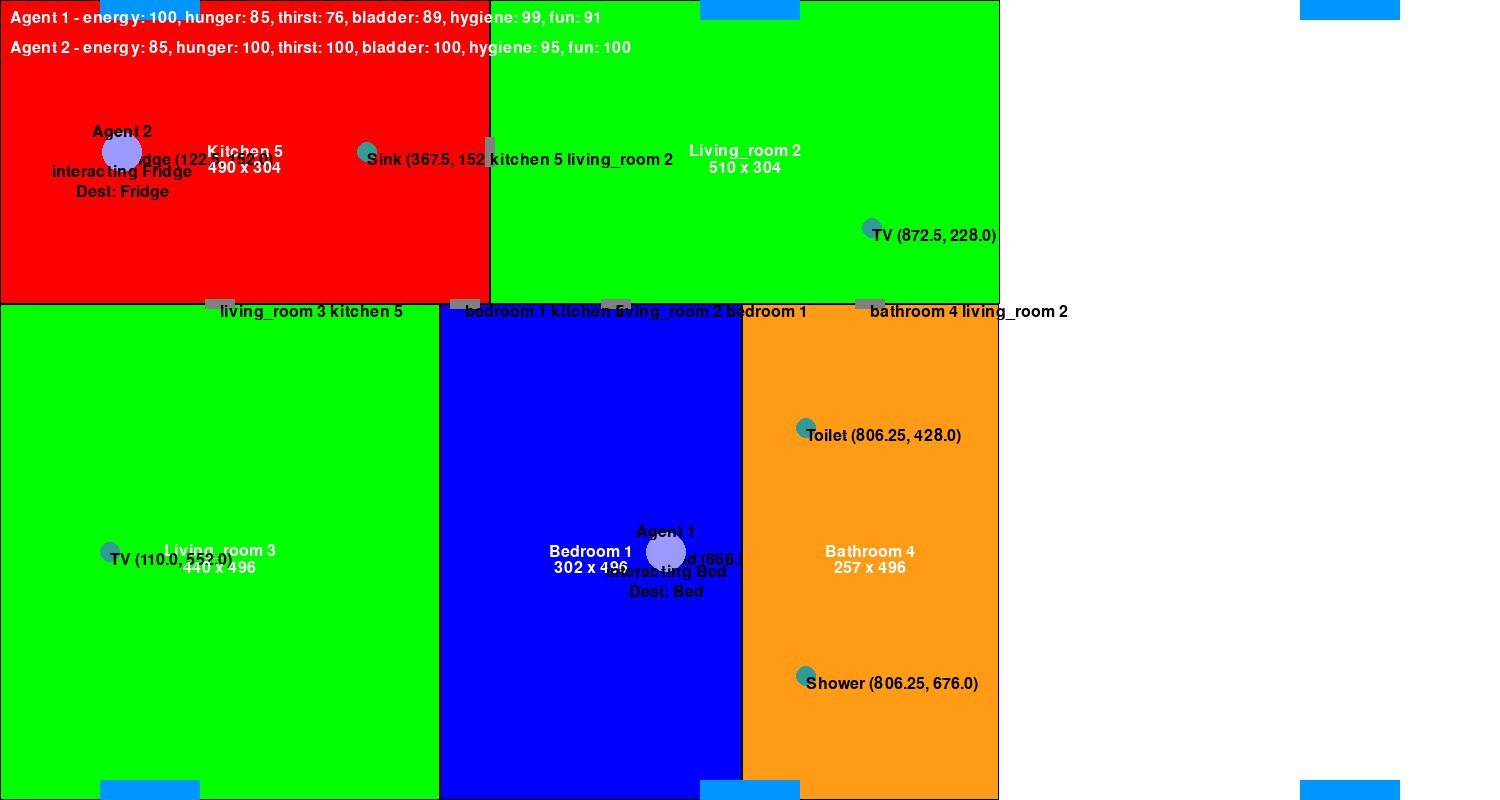 Agent 1 - energy: 100, hunger: 85, thirst: 76, bladder: 89, hygiene: 99, fun: 91
Agent 2 - energy: 85, hunger: 100, thirst: 100, bladder: 100, hygiene: 95, fun: 100
Agent 2
Kitchen 5
490 x 304
interacting Fridge
Dest: Fridge
Sink (367.5, 152
kitchen 5 living_room 2
Living_room 2
510 x 304
TV (872.5, 228.0)
living_room 3 kitchen 5
bedroom 1 kitchen 5
living_room 2 bedroom 1
bathroom 4 living_room 2
Toilet (806.25, 428.0)
Living_room 3
440 x 496
TV (110.0, 552.0)
Agent 1
Bedroom 1
302 x 496
interacting Bed
Dest: Bed
Bathroom 4
257 x 496
Shower (806.25, 676.0)